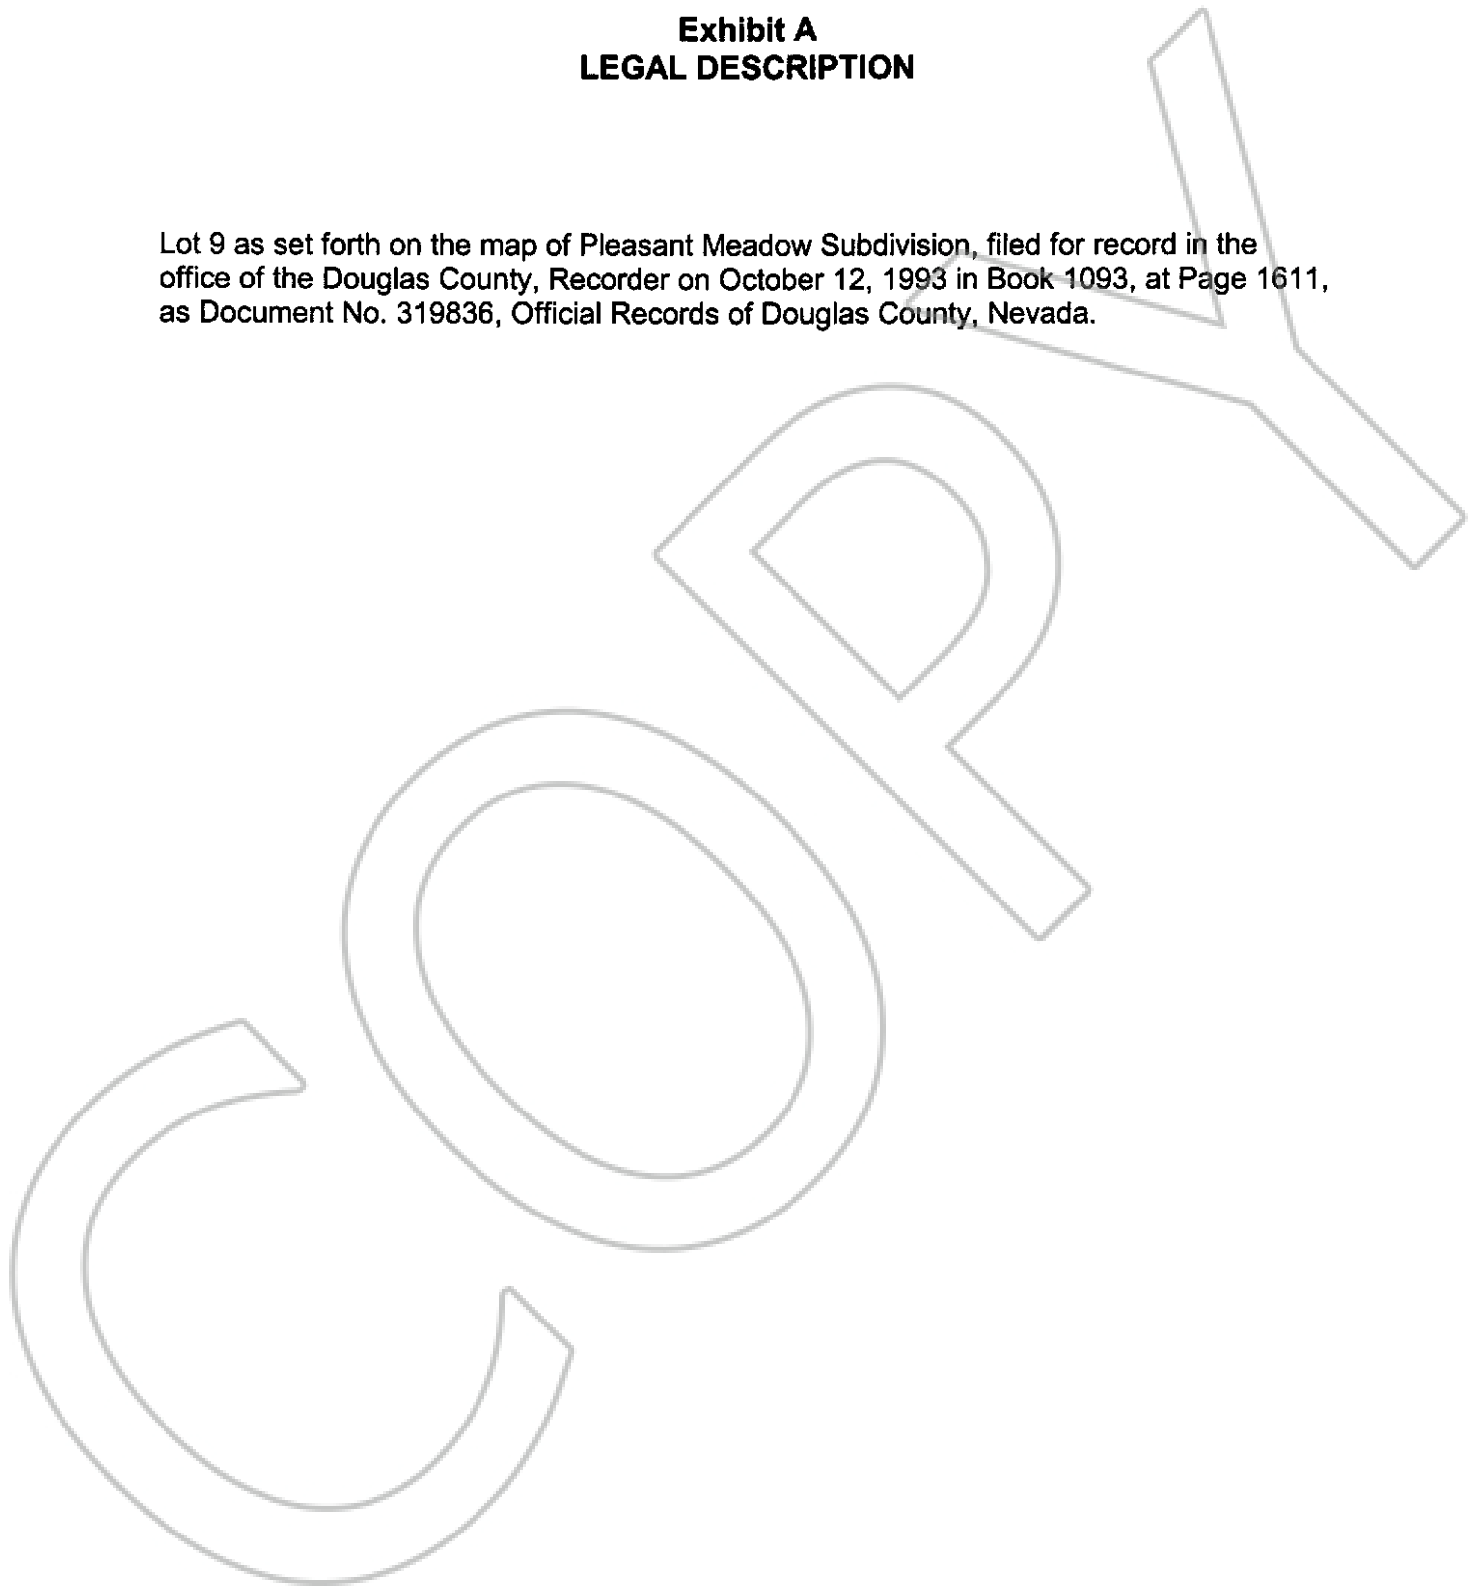 Exhibit A
LEGAL DESCRIPTION
Lot 9 as set forth on the map of Pleasant Meadow Subdivision, filed for record in the
office of the Douglas County, Recorder on October 12, 1993 in Book 1093, at Page 1611,
as Document No. 319836, Official Records of Douglas County, Nevada.
COPY